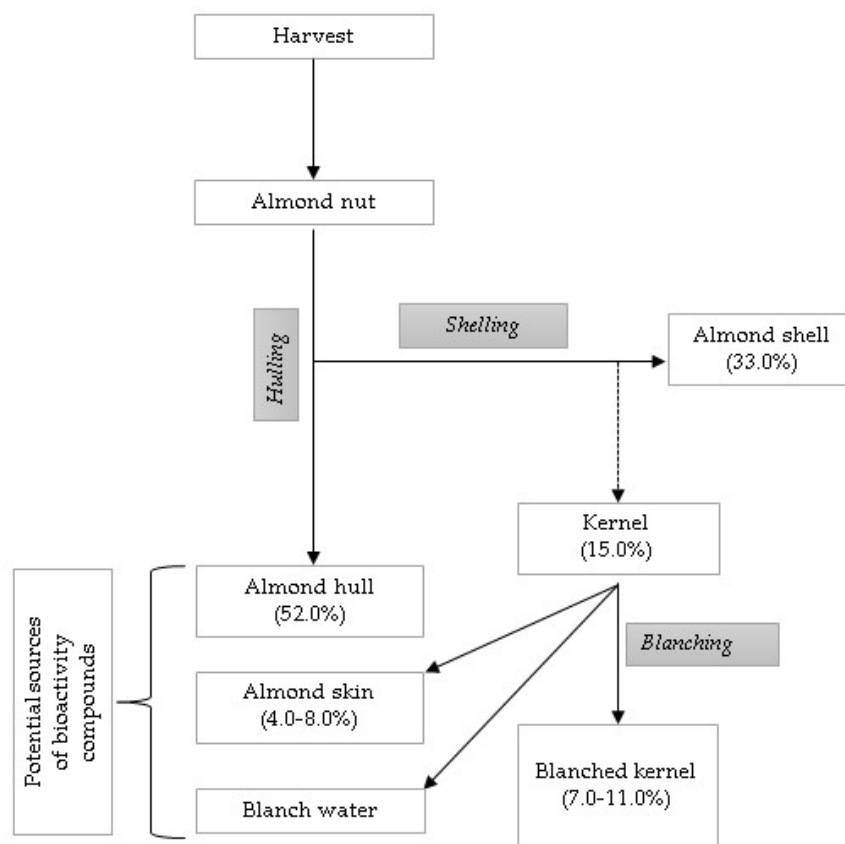 Harvest
Almond nut
Hulling
Shelling
Almond shell
(33.0%)
Kernel
(15.0%)
Potential sources
of bioactivity
compounds
Almond hull
(52.0%)
Blanching
Almond skin
(4.0-8.0%)
Blanched kernel
(7.0-11.0%)
Blanch water